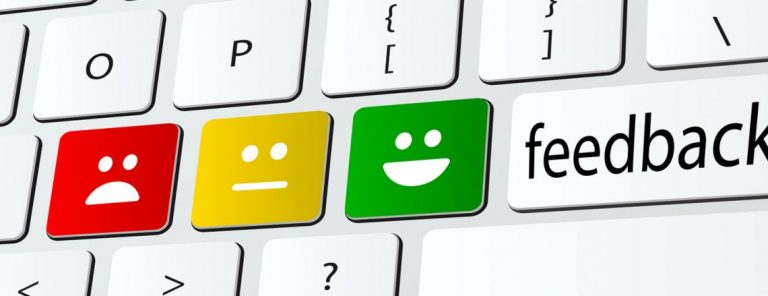 { }
O P [ ] \
feedback
< > ?